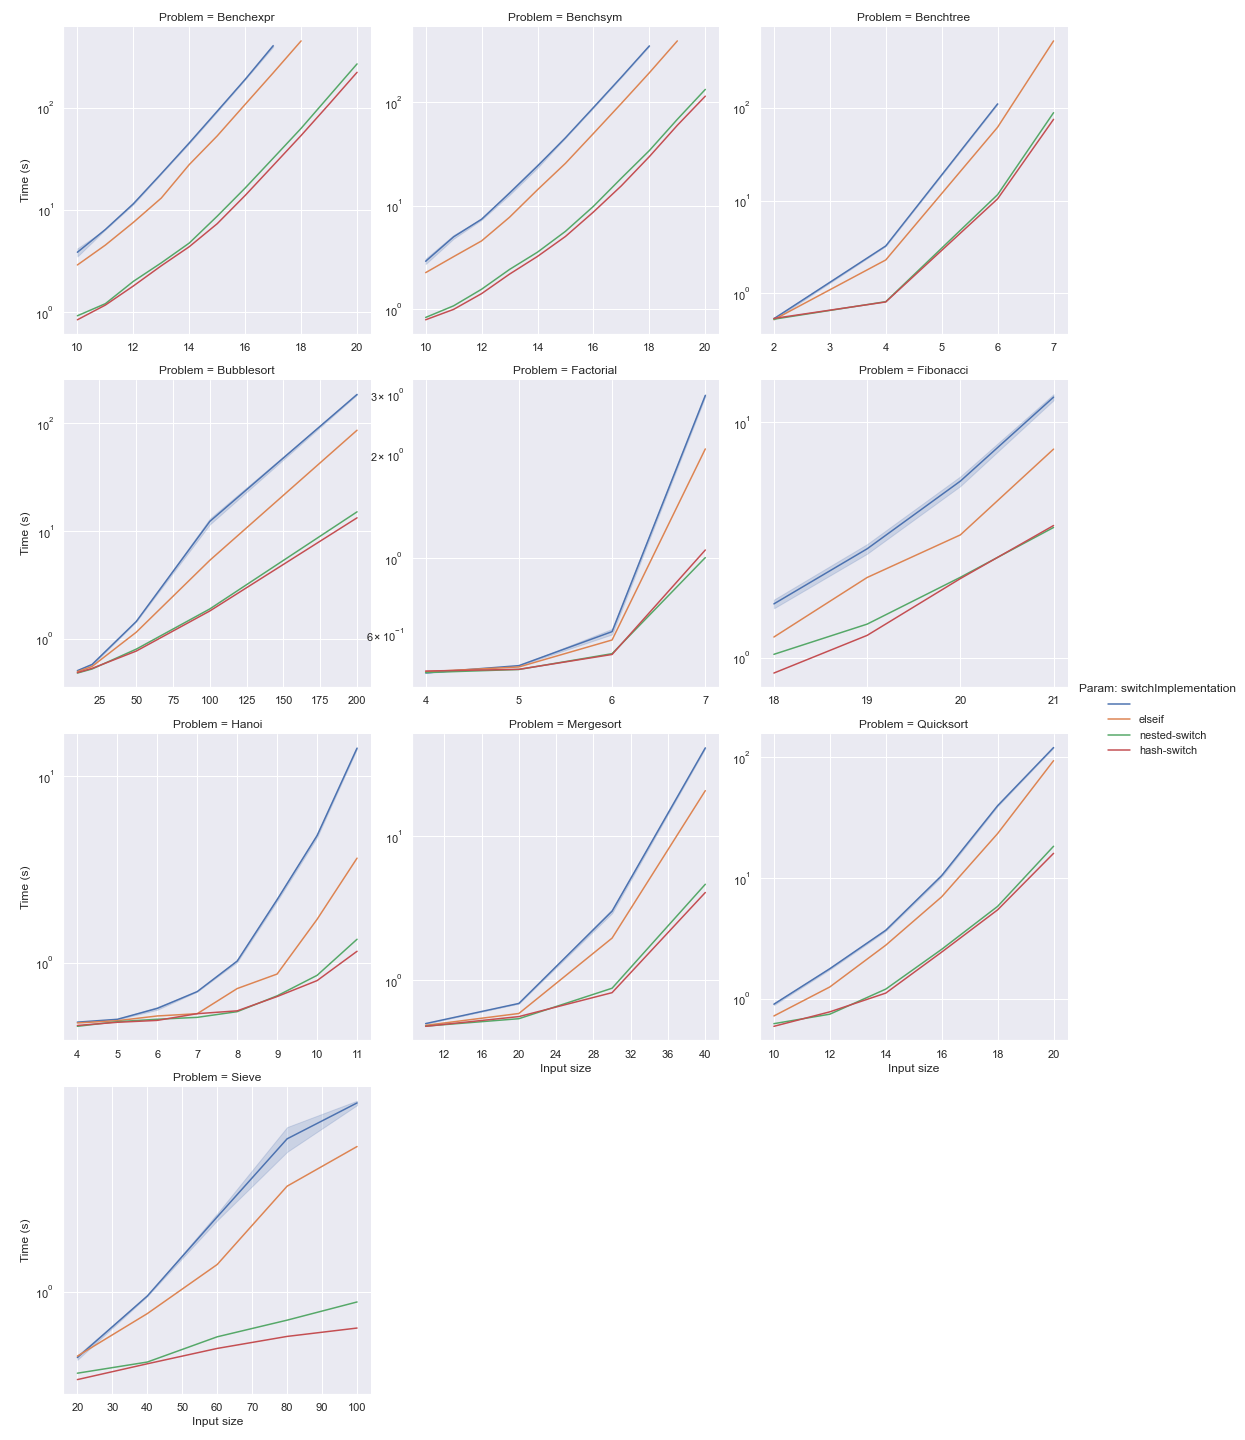 Problem = Benchexpr
Problem = Benchsym
Problem = Benchtree
Time (s)
10²
10¹
10⁰
10 12 14 16 18 20
10²
10¹
10⁰
10 12 14 16 18 20
10²
10¹
10⁰
2 3 4 5 6 7
Problem = Bubblesort
Problem = Factorial
Problem = Fibonacci
Time (s)
10²
10¹
10⁰
25 50 75 100 125 150 175 200
3 × 10⁰
2 × 10⁰
10⁰
6 × 10⁻¹
4 5 6 7
10¹
10⁰
18 19 20 21
Param: switchImplementation
elseif
nested-switch
hash-switch
Problem = Hanoi
Problem = Mergesort
Problem = Quicksort
Time (s)
10¹
10⁰
4 5 6 7 8 9 10 11
10¹
10⁰
12 16 20 24 28 32 36 40
Input size
10²
10¹
10⁰
10 12 14 16 18 20
Input size
Problem = Sieve
Time (s)
10⁰
20 30 40 50 60 70 80 90 100
Input size